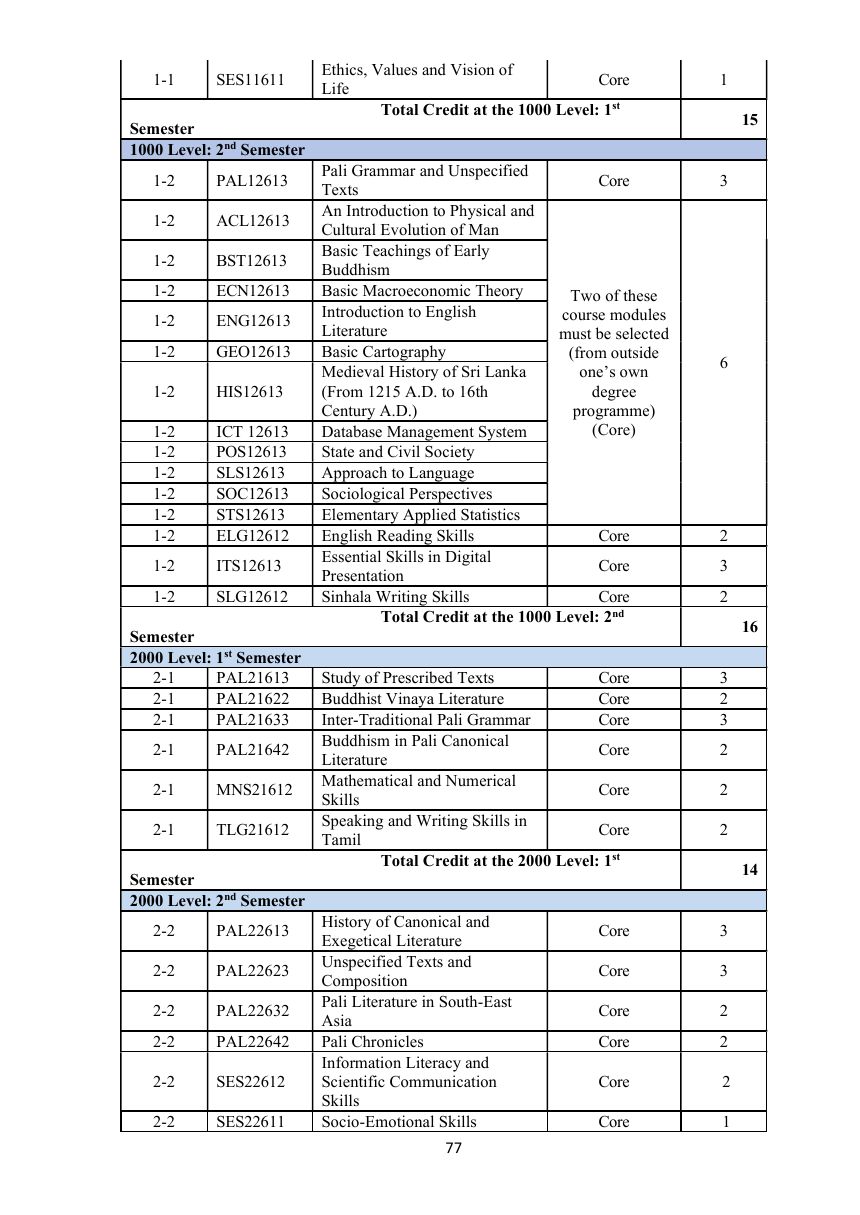 1-1 SES11611 Ethics, Values and Vision of Core 1
Life
Total Credit at the 1000 Level: 1st 15
Semester
1000 Level: 2nd Semester
1-2 PAL12613 Pali Grammar and Unspecified Core 3
Texts
1-2 ACL12613 An Introduction to Physical and
Cultural Evolution of Man
1-2 BST12613 Basic Teachings of Early
Buddhism
1-2 ECN12613 Basic Macroeconomic Theory
1-2 ENG12613 Introduction to English
Literature
1-2 GEO12613 Basic Cartography
1-2 HIS12613 Medieval History of Sri Lanka
(From 1215 A.D. to 16th
Century A.D.)
1-2 ICT 12613 Database Management System
1-2 POS12613 State and Civil Society
1-2 SLS12613 Approach to Language
1-2 SOC12613 Sociological Perspectives
1-2 STS12613 Elementary Applied Statistics
Two of these
course modules
must be selected
(from outside
one’s own
degree
programme)
(Core)
6
1-2 ELG12612 English Reading Skills Core 2
1-2 ITS12613 Essential Skills in Digital Core 3
Presentation
1-2 SLG12612 Sinhala Writing Skills Core 2
Total Credit at the 1000 Level: 2nd 16
Semester
2000 Level: 1st Semester
2-1 PAL21613 Study of Prescribed Texts Core 3
2-1 PAL21622 Buddhist Vinaya Literature Core 2
2-1 PAL21633 Inter-Traditional Pali Grammar Core 3
2-1 PAL21642 Buddhism in Pali Canonical Core 2
Literature
2-1 MNS21612 Mathematical and Numerical Core 2
Skills
2-1 TLG21612 Speaking and Writing Skills in Core 2
Tamil
Total Credit at the 2000 Level: 1st 14
Semester
2000 Level: 2nd Semester
2-2 PAL22613 History of Canonical and Core 3
Exegetical Literature
2-2 PAL22623 Unspecified Texts and Core 3
Composition
2-2 PAL22632 Pali Literature in South-East Core 2
Asia
2-2 PAL22642 Pali Chronicles Core 2
2-2 SES22612 Information Literacy and Core 2
Scientific Communication
Skills
2-2 SES22611 Socio-Emotional Skills Core 1
77